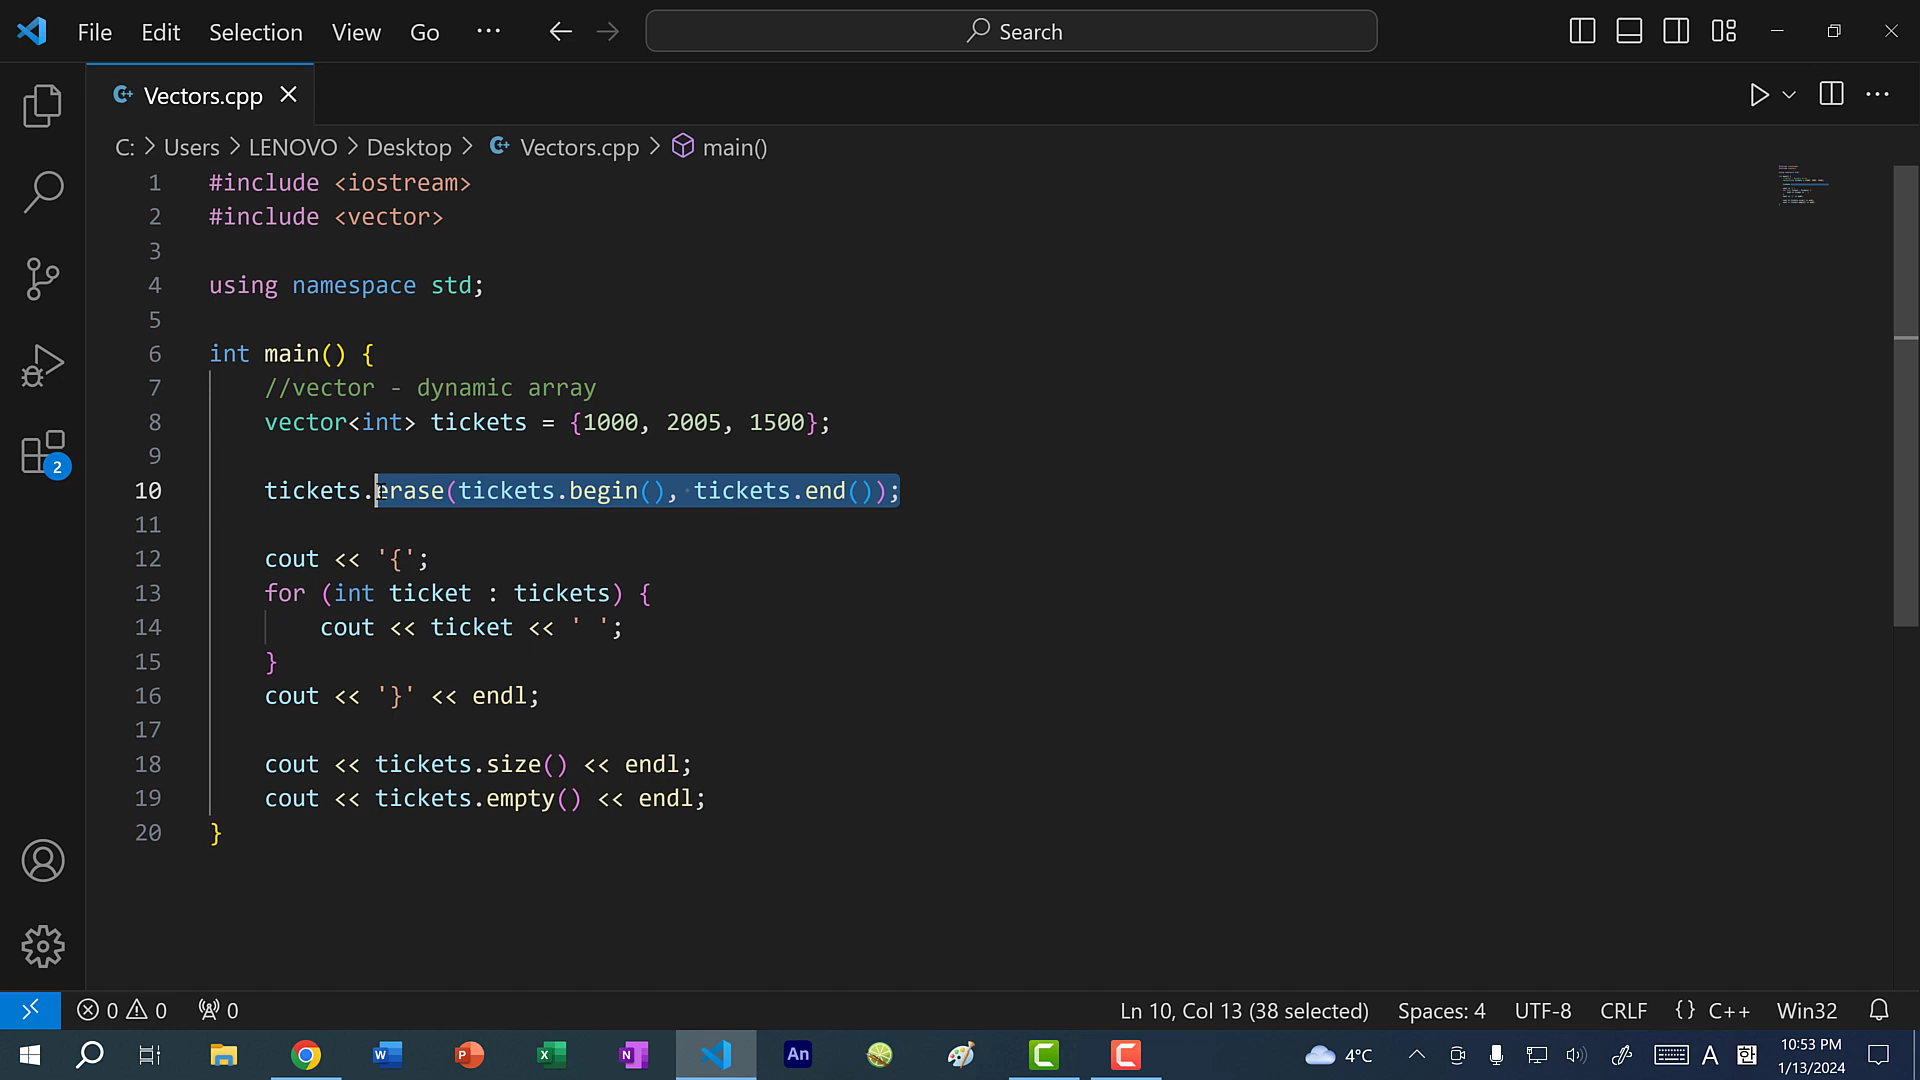 File Edit Selection View Go ··· Search
Vectors.cpp
C: > Users > LENOVO > Desktop > Vectors.cpp > main()
1 #include <iostream>
2 #include <vector>
3
4 using namespace std;
5
6 int main() {
7 //vector - dynamic array
8 vector<int> tickets = {1000, 2005, 1500};
9
10 tickets.erase(tickets.begin(), tickets.end());
11
12 cout << '{';
13 for (int ticket : tickets) {
14 cout << ticket << ' ';
15 }
16 cout << '}' << endl;
17
18 cout << tickets.size() << endl;
19 cout << tickets.empty() << endl;
20 }
2
0 0 0 Ln 10, Col 13 (38 selected) Spaces: 4 UTF-8 CRLF {} C++ Win32
W P X N An C C 4°C A 한 10:53 PM
1/13/2024